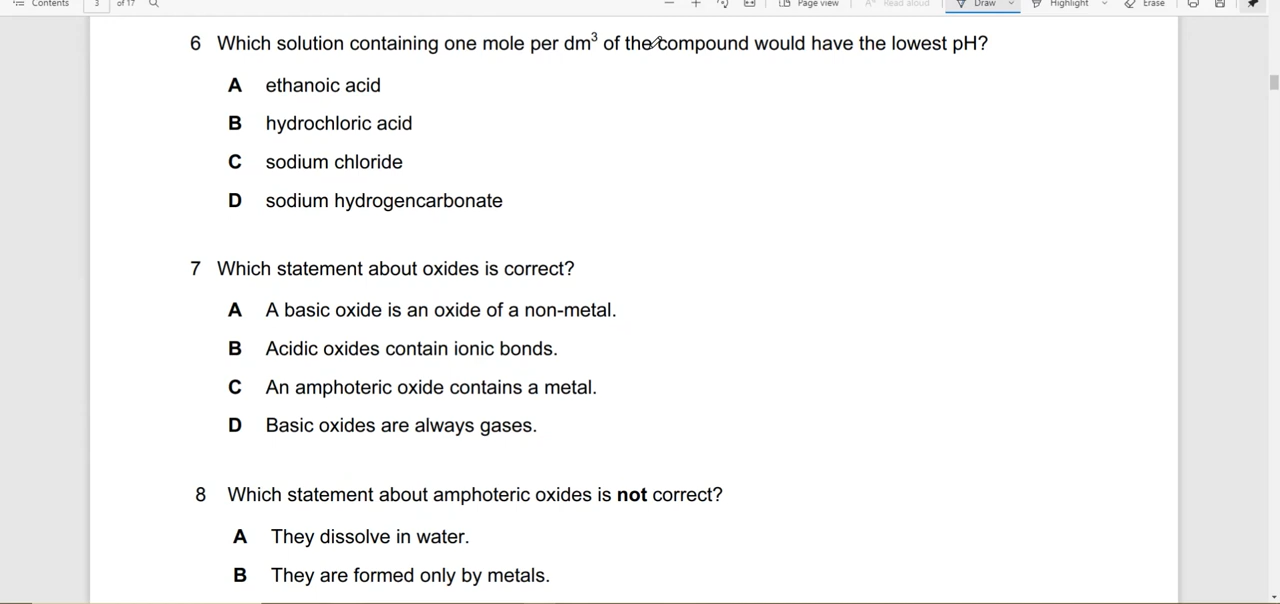 Contents 3 of 17 Page view Read aloud Draw Highlight Erase
6 Which solution containing one mole per dm³ of the compound would have the lowest pH?
A ethanoic acid
B hydrochloric acid
C sodium chloride
D sodium hydrogencarbonate
7 Which statement about oxides is correct?
A A basic oxide is an oxide of a non-metal.
B Acidic oxides contain ionic bonds.
C An amphoteric oxide contains a metal.
D Basic oxides are always gases.
8 Which statement about amphoteric oxides is not correct?
A They dissolve in water.
B They are formed only by metals.